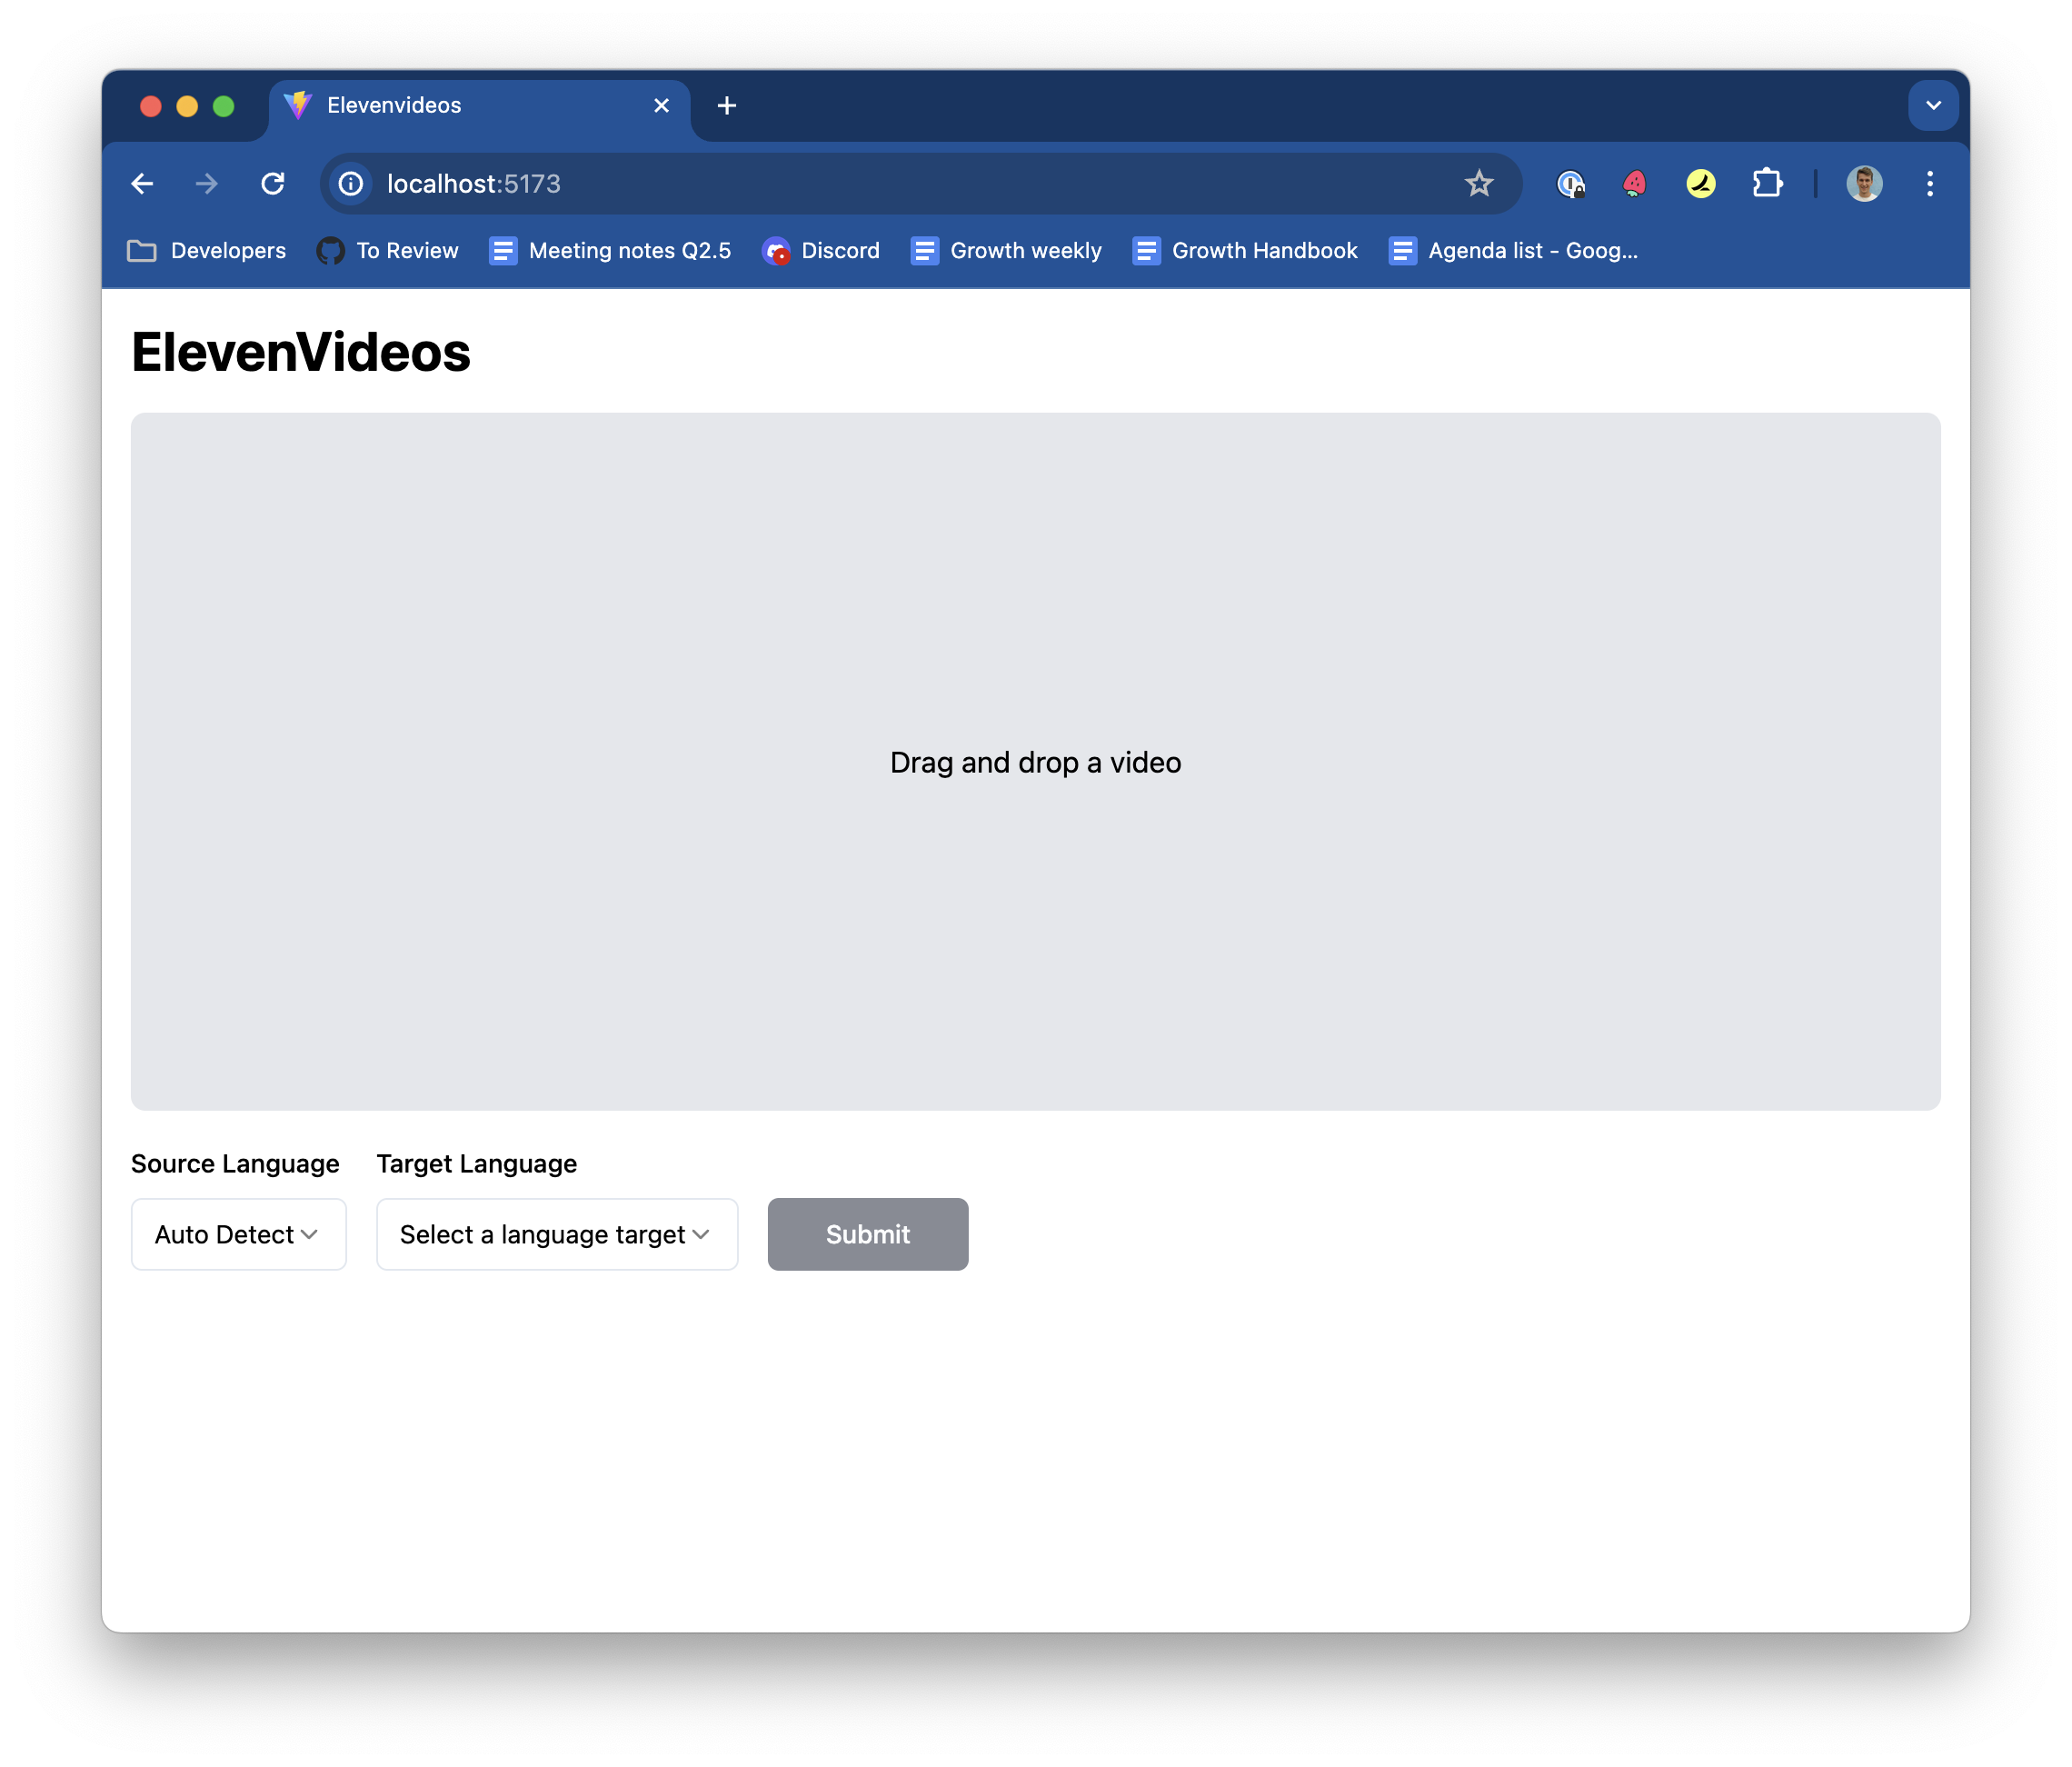 Elevenvideos
localhost:5173
Developers To Review Meeting notes Q2.5 Discord Growth weekly Growth Handbook Agenda list - Goog...
ElevenVideos
Drag and drop a video
Source Language Target Language
Auto Detect Select a language target Submit